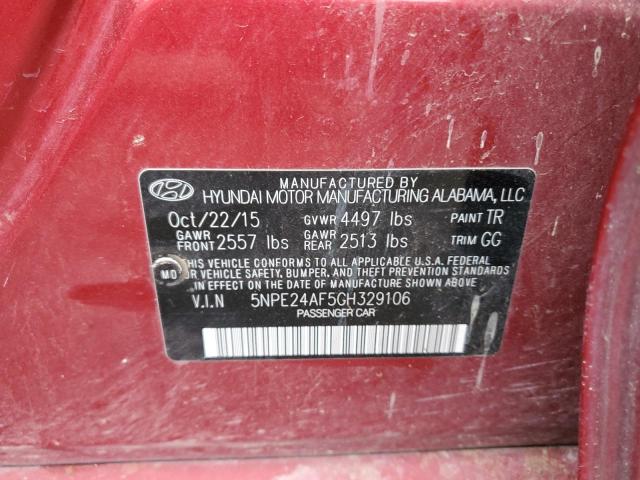 MANUFACTURED BY
HYUNDAI MOTOR MANUFACTURING ALABAMA, LLC
Oct/22/15 GVWR 4497 lbs PAINT TR
GAWR FRONT 2557 lbs GAWR REAR 2513 lbs TRIM GG
THIS VEHICLE CONFORMS TO ALL APPLICABLE U.S.A. FEDERAL
MOTOR VEHICLE SAFETY, BUMPER, AND THEFT PREVENTION STANDARDS
IN EFFECT ON THE DATE OF MANUFACTURE SHOWN ABOVE
V.I.N 5NPE24AF5GH329106
PASSENGER CAR